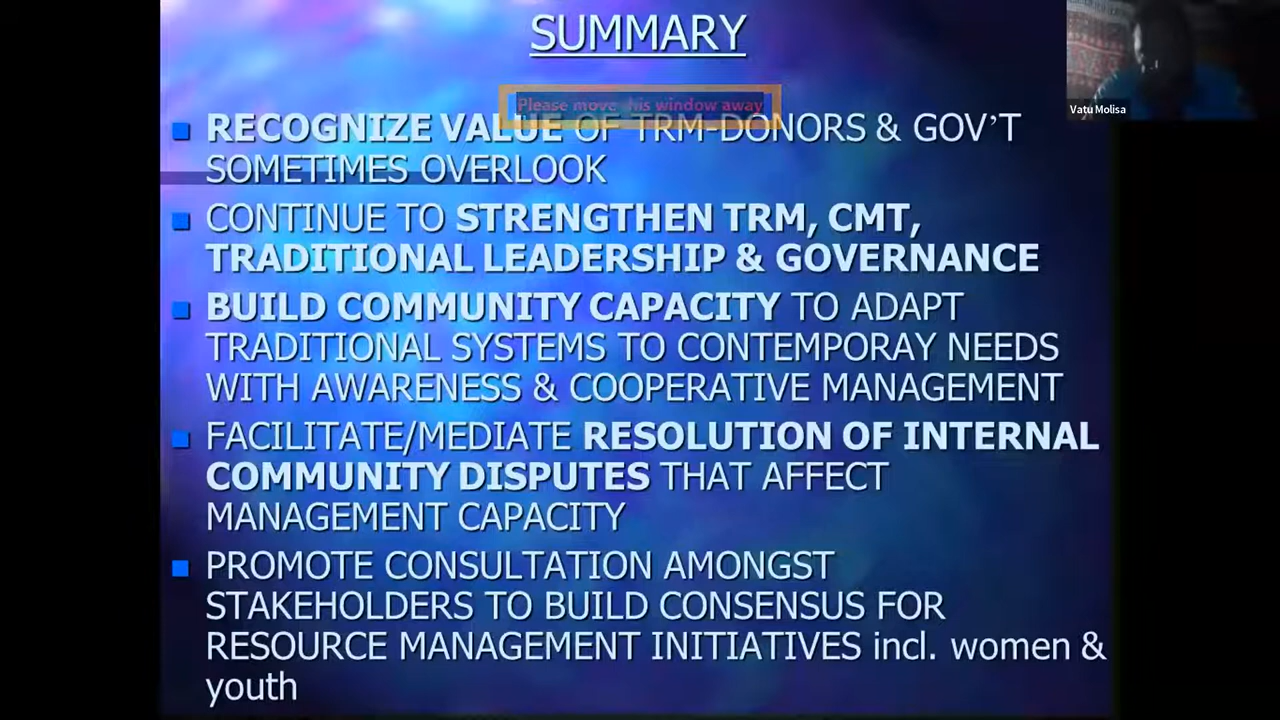 SUMMARY
Vatu Molisa
Please move this window away
RECOGNIZE VALUE OF TRM-DONORS & GOV’T
SOMETIMES OVERLOOK
CONTINUE TO STRENGTHEN TRM, CMT,
TRADITIONAL LEADERSHIP & GOVERNANCE
BUILD COMMUNITY CAPACITY TO ADAPT
TRADITIONAL SYSTEMS TO CONTEMPORAY NEEDS
WITH AWARENESS & COOPERATIVE MANAGEMENT
FACILITATE/MEDIATE RESOLUTION OF INTERNAL
COMMUNITY DISPUTES THAT AFFECT
MANAGEMENT CAPACITY
PROMOTE CONSULTATION AMONGST
STAKEHOLDERS TO BUILD CONSENSUS FOR
RESOURCE MANAGEMENT INITIATIVES incl. women &
youth